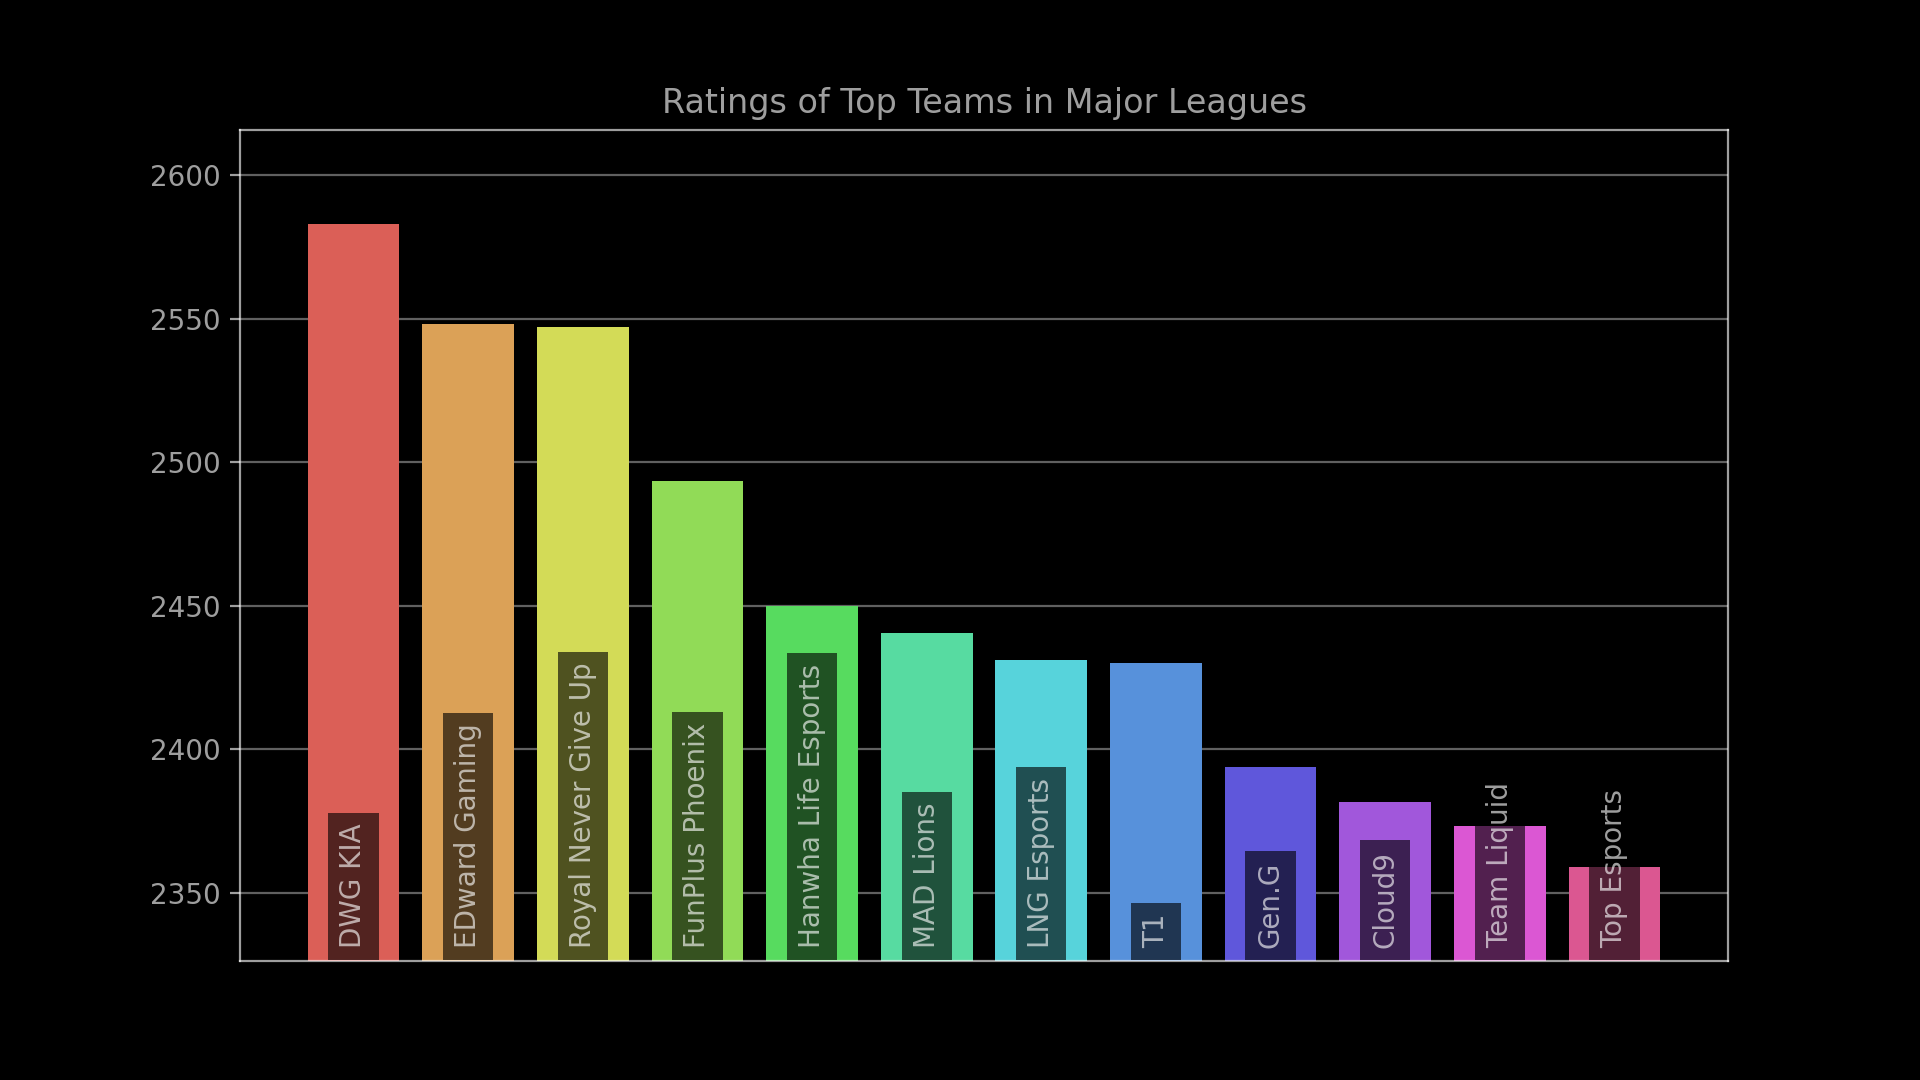 Ratings of Top Teams in Major Leagues
2600
2550
2500
2450
2400
2350
DWG KIA
EDward Gaming
Royal Never Give Up
FunPlus Phoenix
Hanwha Life Esports
MAD Lions
LNG Esports
T1
Gen.G
Cloud9
Team Liquid
Top Esports